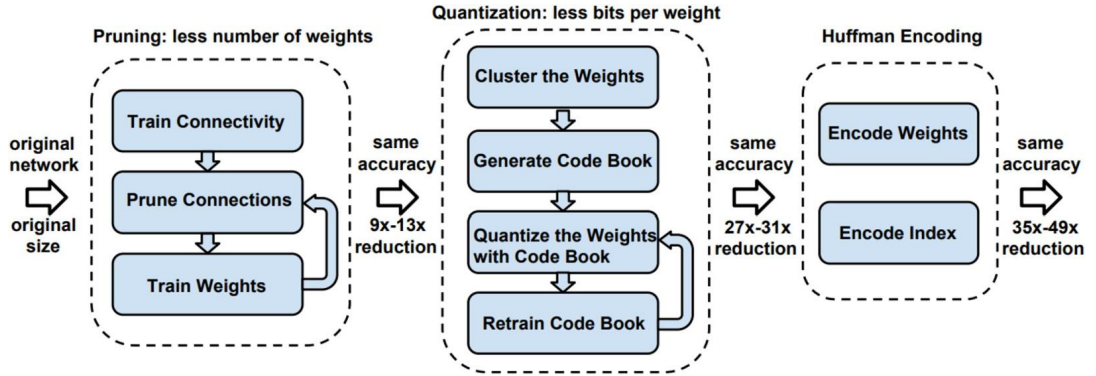 original
network
original
size
Pruning: less number of weights
Train Connectivity
Prune Connections
Train Weights
same
accuracy
9x-13x
reduction
Quantization: less bits per weight
Cluster the Weights
Generate Code Book
Quantize the Weights
with Code Book
Retrain Code Book
same
accuracy
27x-31x
reduction
Huffman Encoding
Encode Weights
Encode Index
same
accuracy
35x-49x
reduction